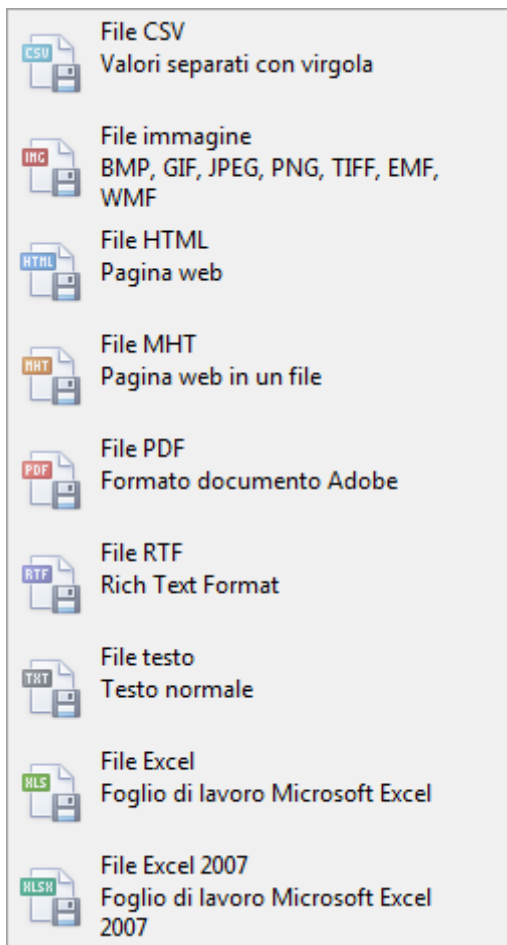 File CSV
CSV
Valori separati con virgola
File immagine
IMG
BMP, GIF, JPEG, PNG, TIFF, EMF,
WMF
File HTML
HTML
Pagina web
File MHT
MHT
Pagina web in un file
File PDF
PDF
Formato documento Adobe
File RTF
RTF
Rich Text Format
File testo
TXT
Testo normale
File Excel
XLS
Foglio di lavoro Microsoft Excel
File Excel 2007
XLSX
Foglio di lavoro Microsoft Excel
2007